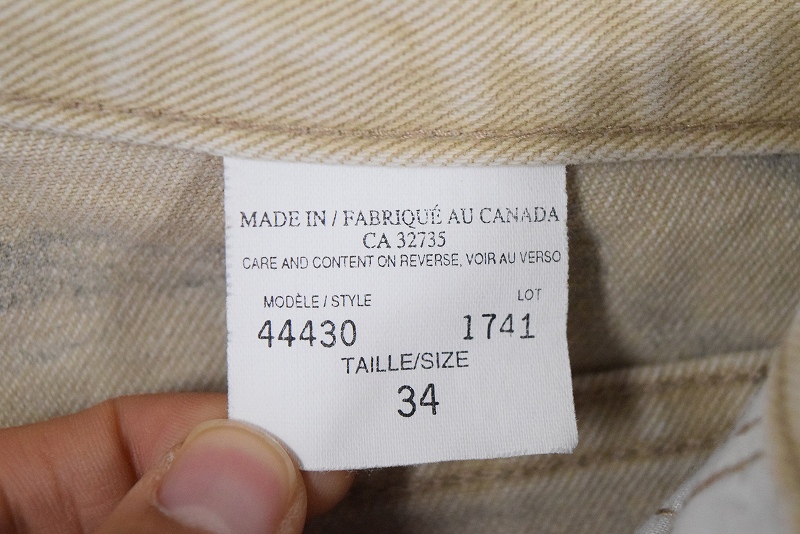 MADE IN / FABRIQUÉ AU CANADA
CA 32735
CARE AND CONTENT ON REVERSE, VOIR AU VERSO
MODÈLE / STYLE LOT
44430 1741
TAILLE/SIZE
34